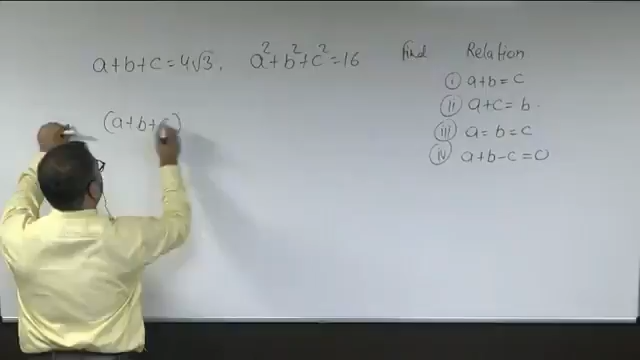 a+b+c=4√3, a²+b²+c²=16 Find Relation
(i) a+b=c
(ii) a+c=b.
(iii) a=b=c
(iv) a+b-c=0
(a+b+c)